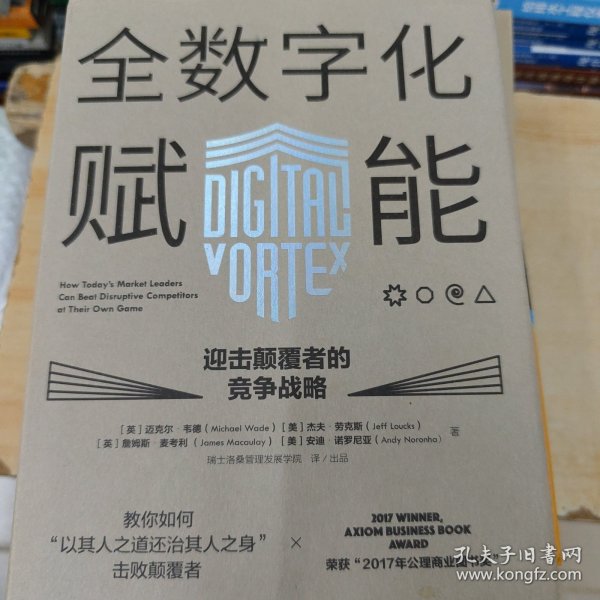 全数字化
赋能
DIGITAL
VORTEX
How Today's Market Leaders
Can Beat Disruptive Competitors
at Their Own Game
迎击颠覆者的
竞争战略
[英]迈克尔·韦德(Michael Wade)[美]杰夫·劳克斯(Jeff Loucks)
[英]詹姆斯·麦考利(James Macaulay)[美]安迪·诺罗尼亚(Andy Noronha)
著
瑞士洛桑管理发展学院 译/出品
教你如何
“以其人之道还治其人之身”
击败颠覆者
×
2017 WINNER,
AXIOM BUSINESS BOOK
AWARD
荣获“2017年公理商业图书奖”
孔夫子旧书网
www.kongfz.com